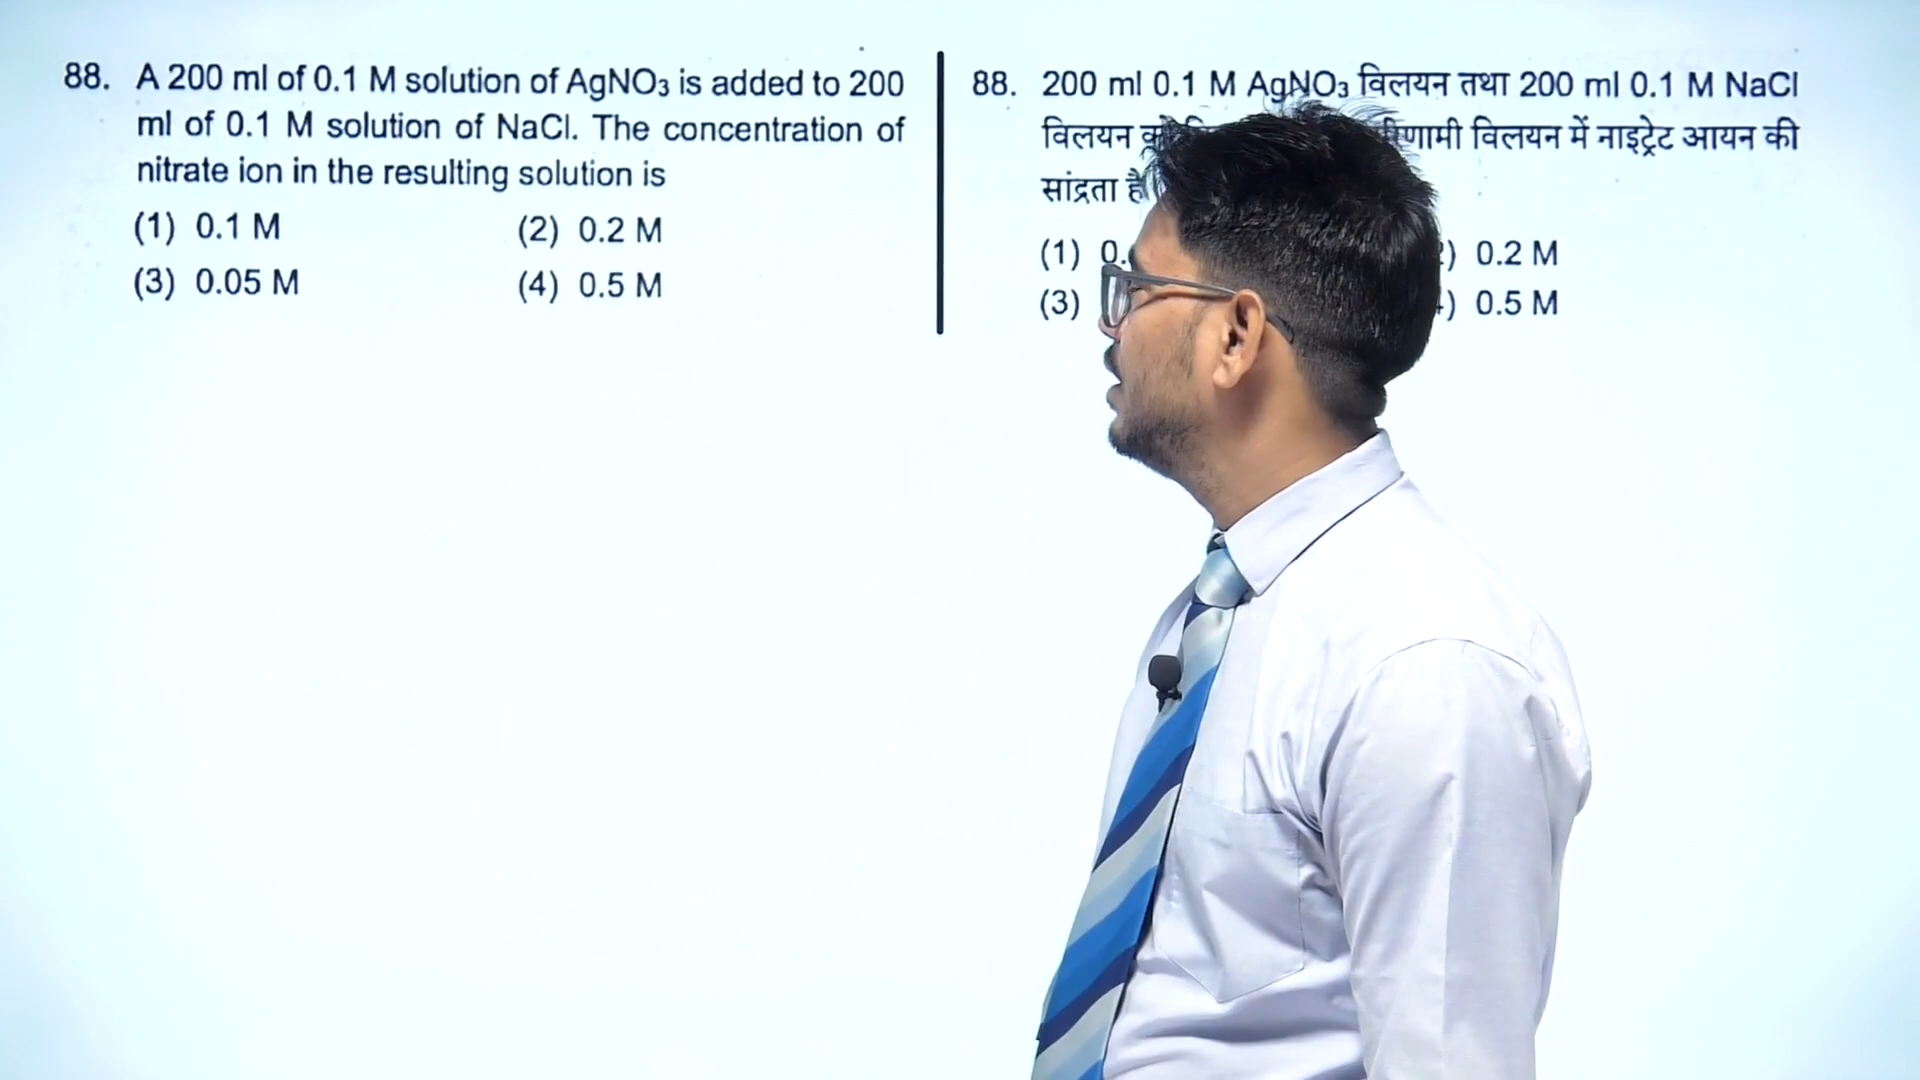 88. A 200 ml of 0.1 M solution of AgNO₃ is added to 200
ml of 0.1 M solution of NaCl. The concentration of
nitrate ion in the resulting solution is
(1) 0.1 M (2) 0.2 M
(3) 0.05 M (4) 0.5 M
88. 200 ml 0.1 M AgNO₃ विलयन तथा 200 ml 0.1 M NaCl
विलयन विलयन में नाइट्रेट आयन की
सांद्रता है
(1) 0. ) 0.2 M
(3) ) 0.5 M